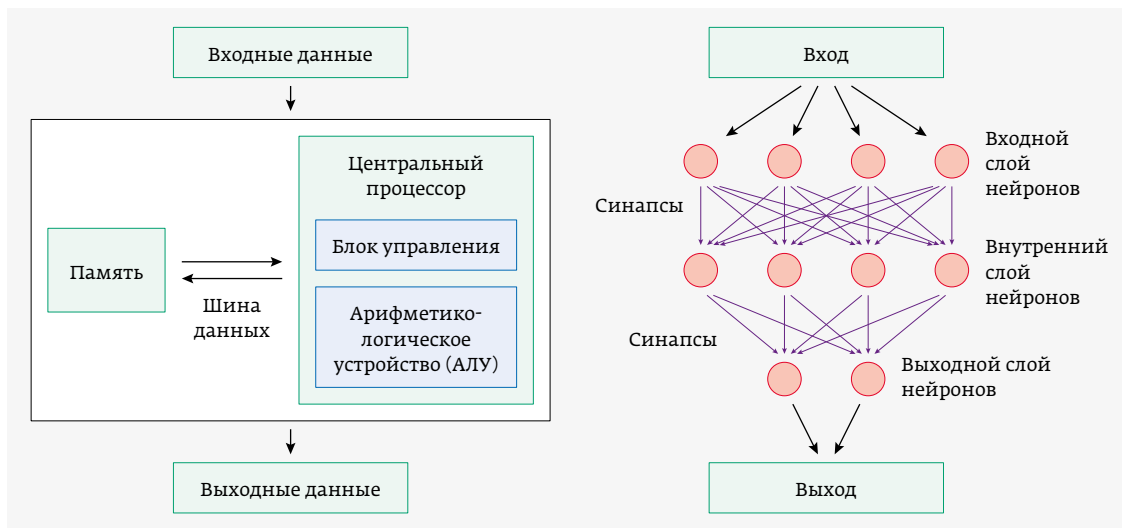 Входные данные
Центральный
процессор
Блок управления
Память
Шина
данных
Арифметико-
логическое
устройство (АЛУ)
Выходные данные
Вход
Входной
слой
нейронов
Синапсы
Внутренний
слой
нейронов
Синапсы
Выходной слой
нейронов
Выход